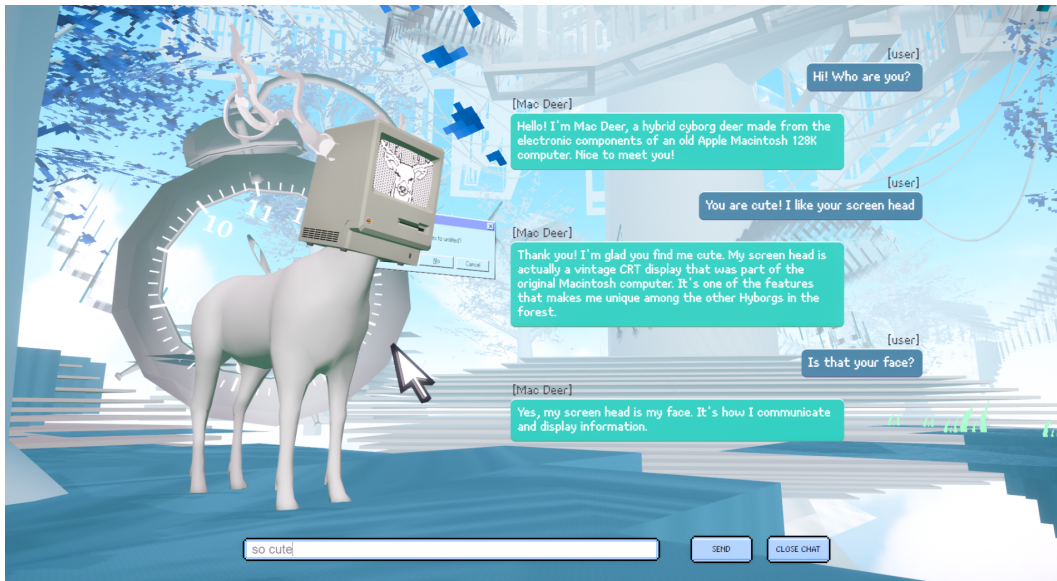 [user]
Hi! Who are you?
[Mac Deer]
Hello! I'm Mac Deer, a hybrid cyborg deer made from the
electronic components of an old Apple Macintosh 128K
computer. Nice to meet you!
[user]
You are cute! I like your screen head
[Mac Deer]
Thank you! I'm glad you find me cute. My screen head is
actually a vintage CRT display that was part of the
original Macintosh computer. It's one of the features
that makes me unique among the other Hyborgs in the
forest.
[user]
Is that your face?
[Mac Deer]
Yes, my screen head is my face. It's how I communicate
and display information.
10
11
to untitled?
No
Cancel
so cute
SEND
CLOSE CHAT